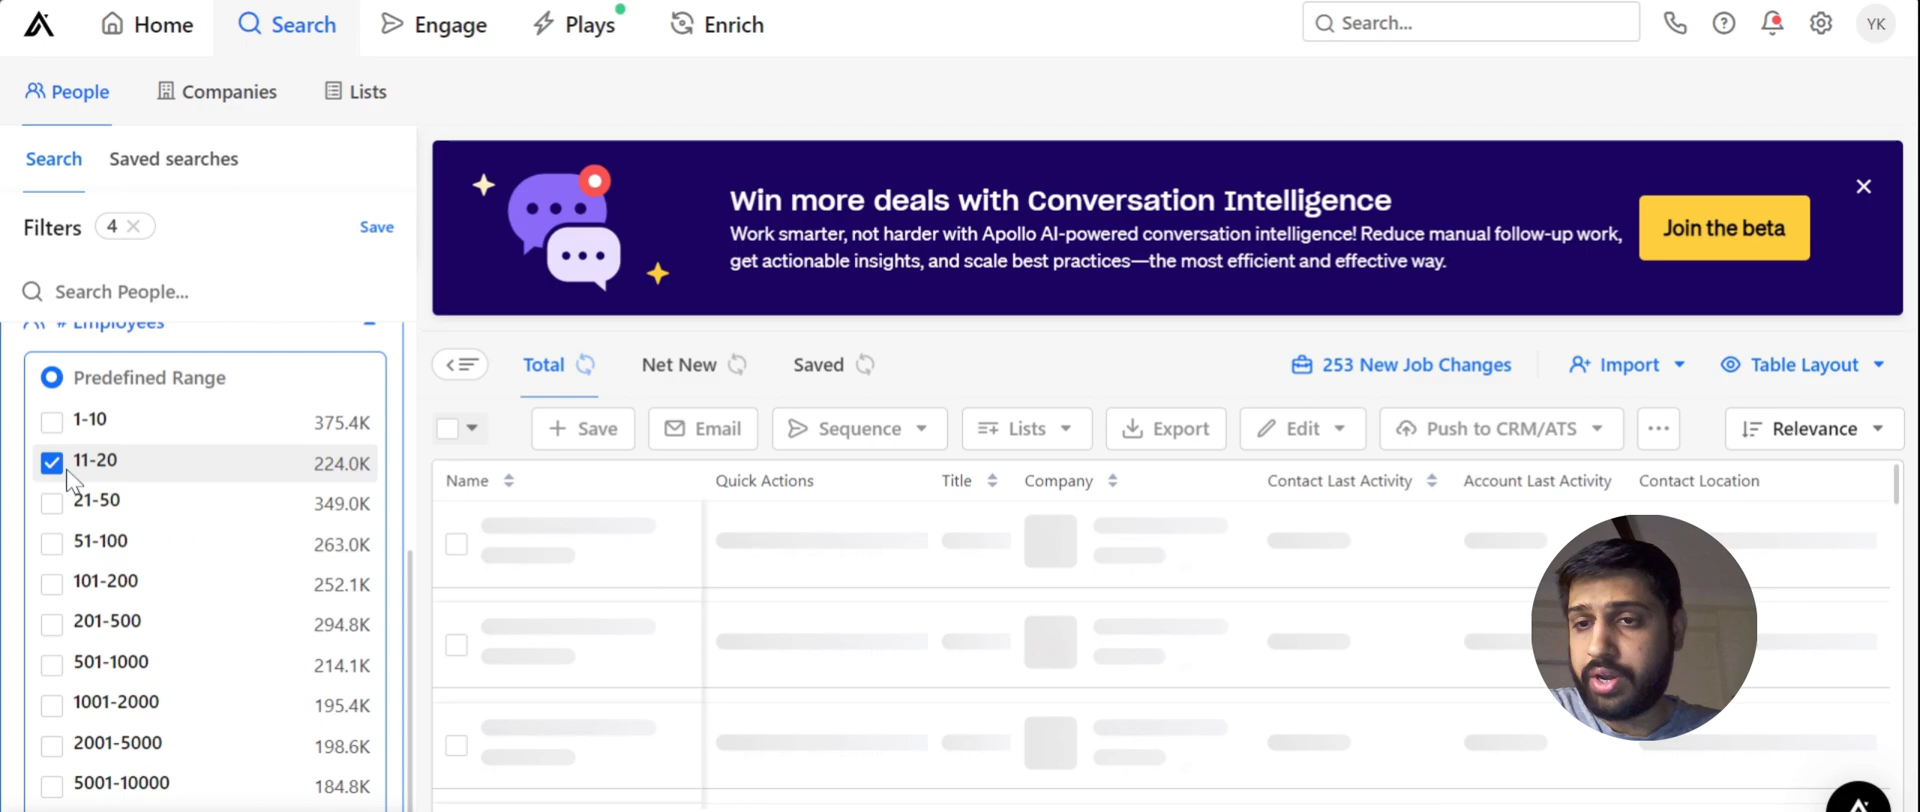 Home
Search
Engage
Plays
Enrich
Search...
YK
People
Companies
Lists
Search
Saved searches
Filters
4
Save
Search People...
# Employees
Predefined Range
1-10
375.4K
11-20
224.0K
21-50
349.0K
51-100
263.0K
101-200
252.1K
201-500
294.8K
501-1000
214.1K
1001-2000
195.4K
2001-5000
198.6K
5001-10000
184.8K
Win more deals with Conversation Intelligence
Work smarter, not harder with Apollo AI-powered conversation intelligence! Reduce manual follow-up work,
get actionable insights, and scale best practices—the most efficient and effective way.
Join the beta
Total
Net New
Saved
253 New Job Changes
Import
Table Layout
Save
Email
Sequence
Lists
Export
Edit
Push to CRM/ATS
Relevance
Name
Quick Actions
Title
Company
Contact Last Activity
Account Last Activity
Contact Location